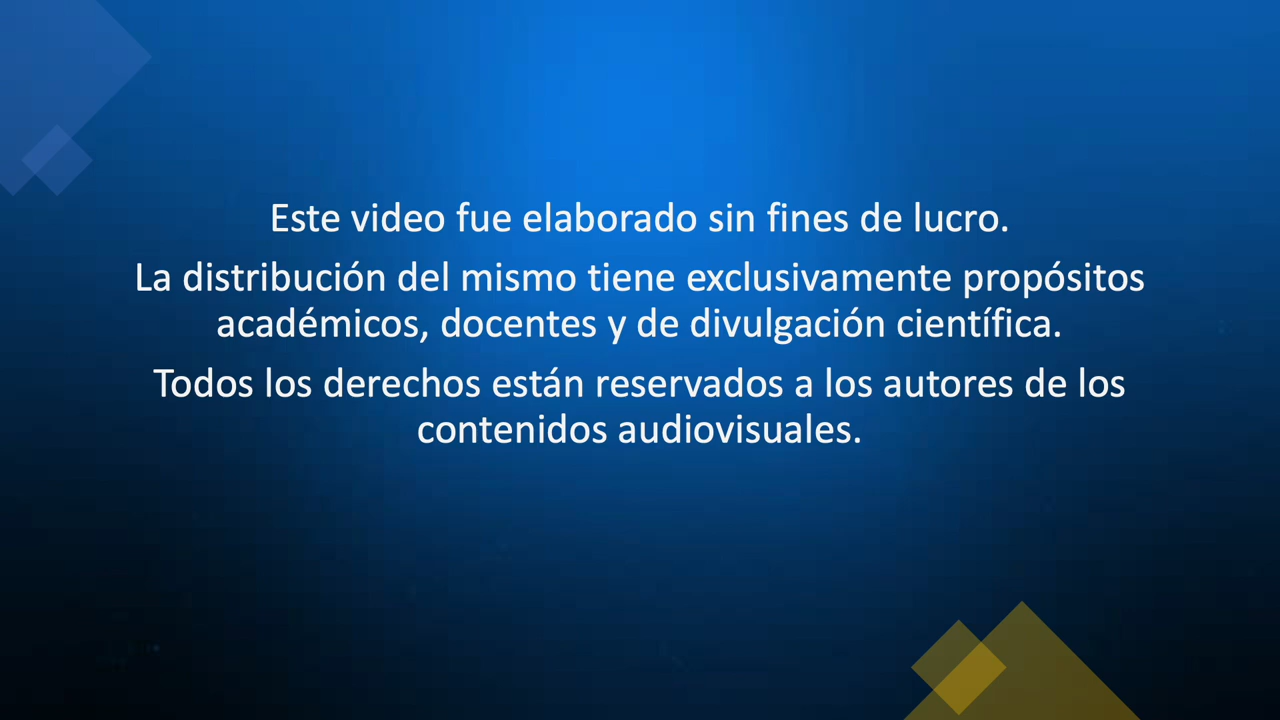 Este video fue elaborado sin fines de lucro.
La distribución del mismo tiene exclusivamente propósitos
académicos, docentes y de divulgación científica.
Todos los derechos están reservados a los autores de los
contenidos audiovisuales.